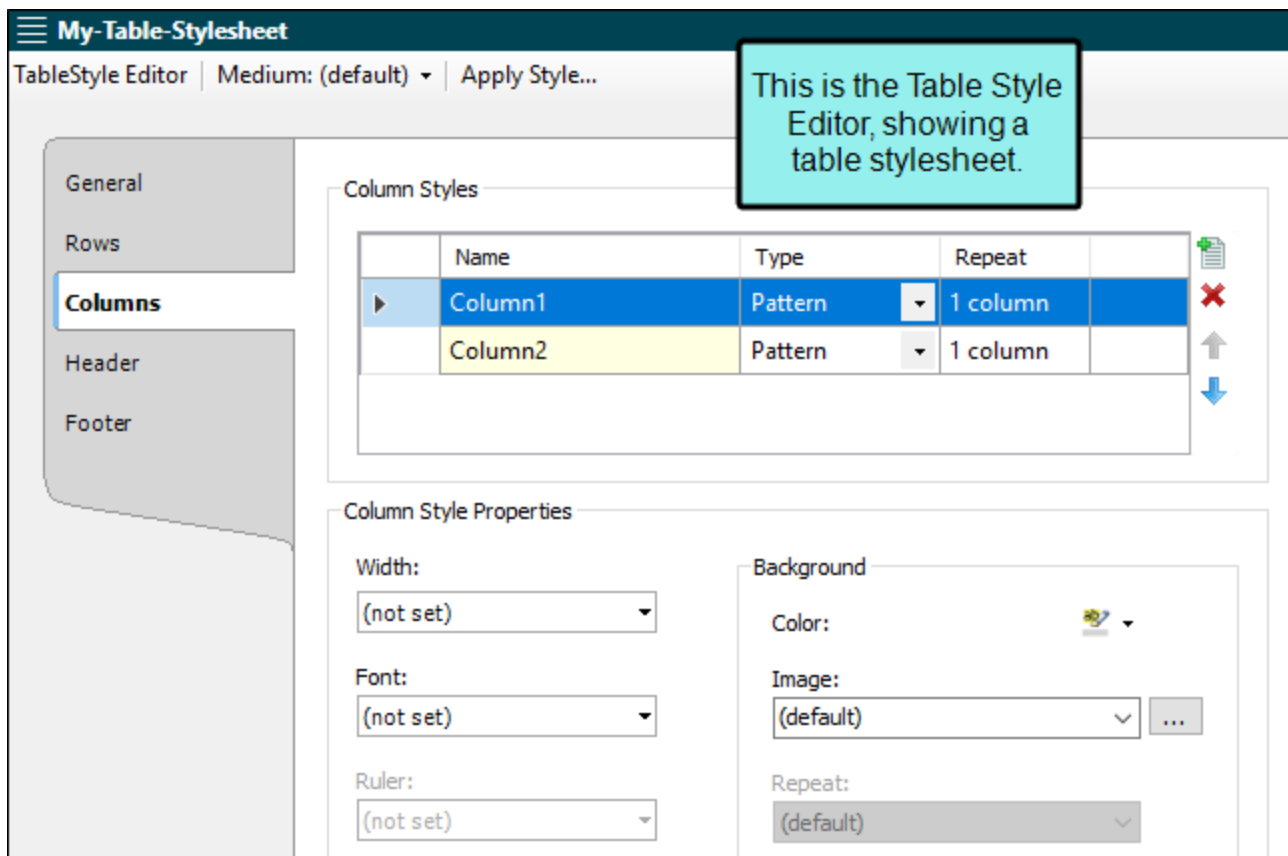 My-Table-Stylesheet
TableStyle Editor Medium: (default) Apply Style...
This is the Table Style
Editor, showing a
table stylesheet.
General
Rows
Columns
Header
Footer
Column Styles
Name Type Repeat
Column1 Pattern 1 column
Column2 Pattern 1 column
Column Style Properties
Width:
(not set)
Font:
(not set)
Ruler:
(not set)
Background
Color:
Image:
(default) ...
Repeat:
(default)